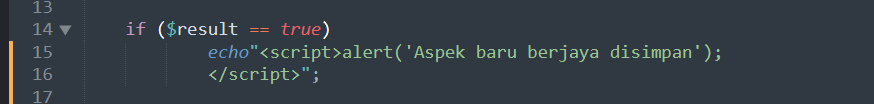 13
14 if ($result == true)
15 echo"<script>alert('Aspek baru berjaya disimpan');
16 </script>";
17